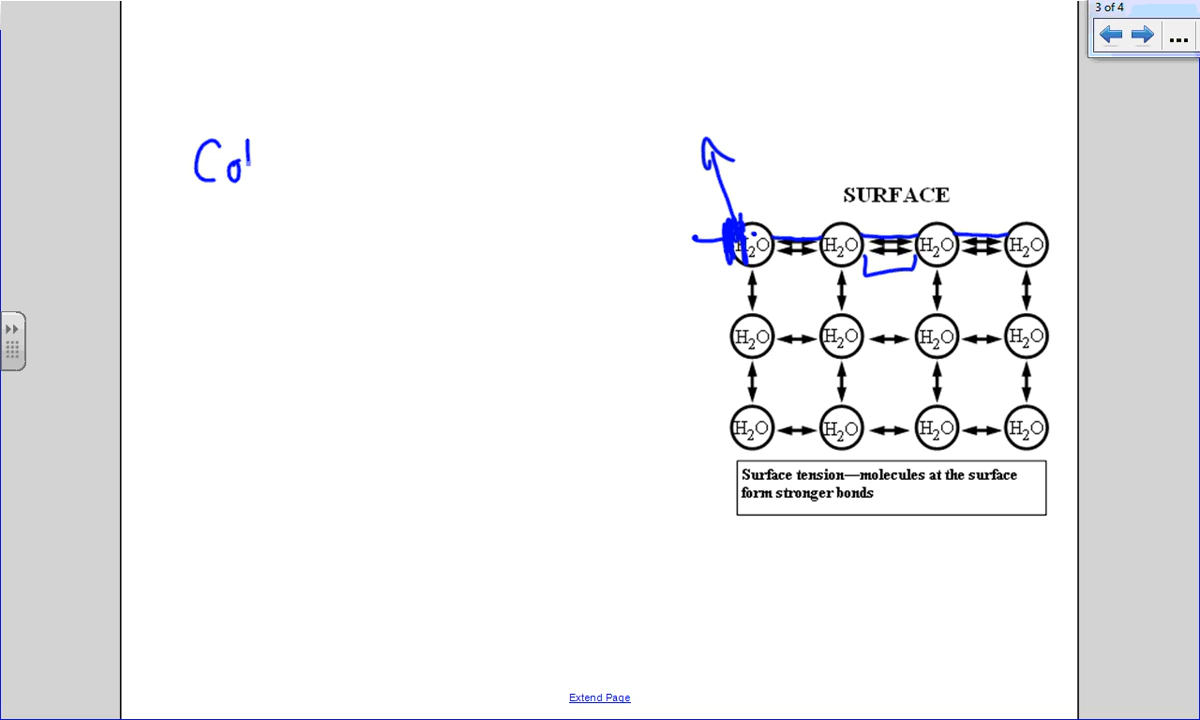 3 of 4
...
Co
SURFACE
H₂O H₂O H₂O H₂O
H₂O H₂O H₂O H₂O
H₂O H₂O H₂O H₂O
Surface tension—molecules at the surface
form stronger bonds
Extend Page